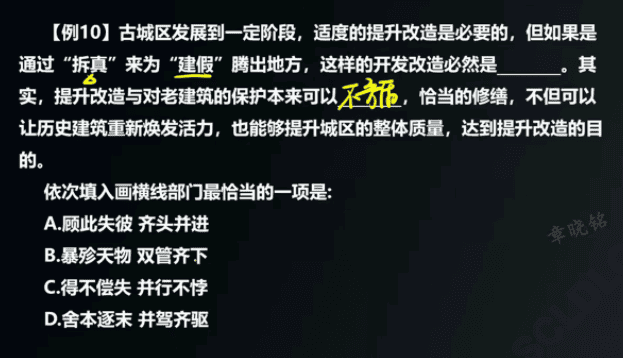 【例10】古城区发展到一定阶段，适度的提升改造是必要的，但如果是
通过“拆真”来为“建假”腾出地方，这样的开发改造必然是______。其
实，提升改造与对老建筑的保护本来可以______，恰当的修缮，不但可以
让历史建筑重新焕发活力，也能够提升城区的整体质量，达到提升改造的目
的。
依次填入画横线部门最恰当的一项是:
A.顾此失彼 齐头并进
B.暴殄天物 双管齐下
C.得不偿失 并行不悖
D.舍本逐末 并驾齐驱
章晓铭